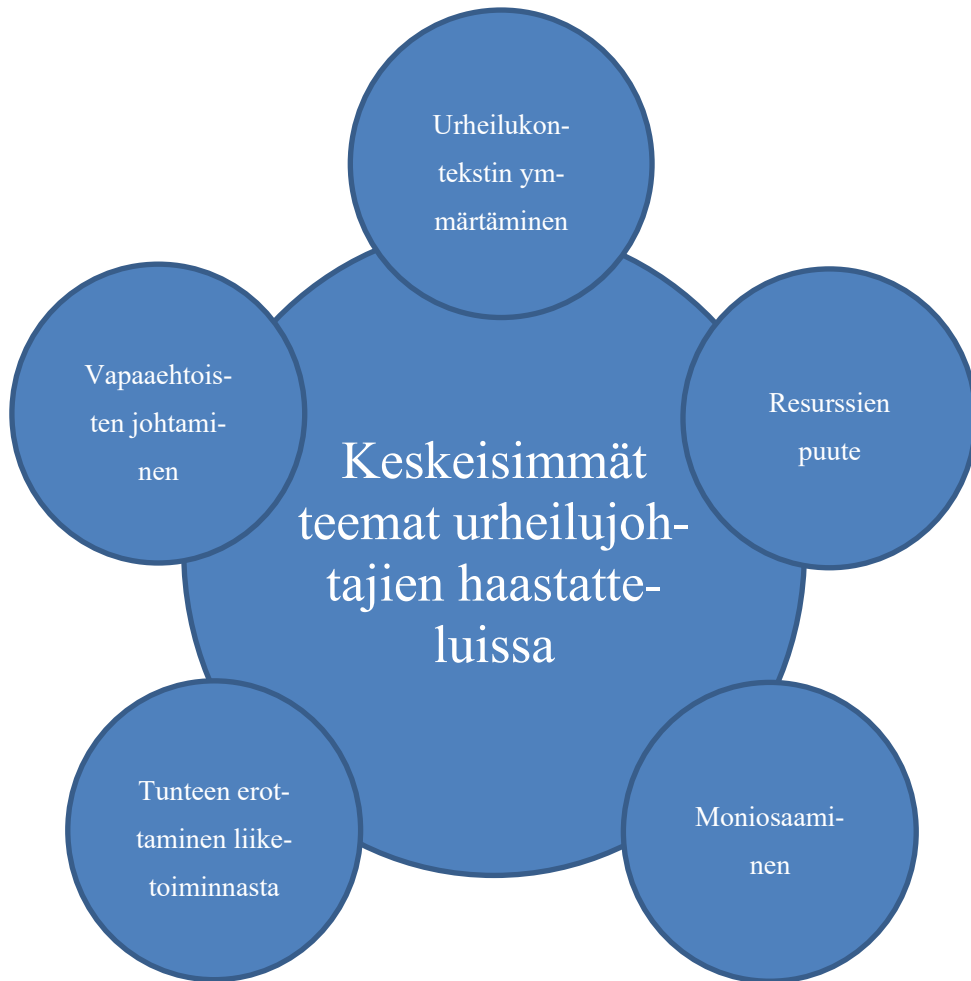 Urheilukon-
tekstin ym-
märtäminen
Vapaaehtois-
ten johtami-
nen
Resurssien
puute
Keskeisimmät
teemat urheilujoh-
tajien haastatte-
luissa
Tunteen erot-
taminen liike-
toiminnasta
Moniosaami-
nen